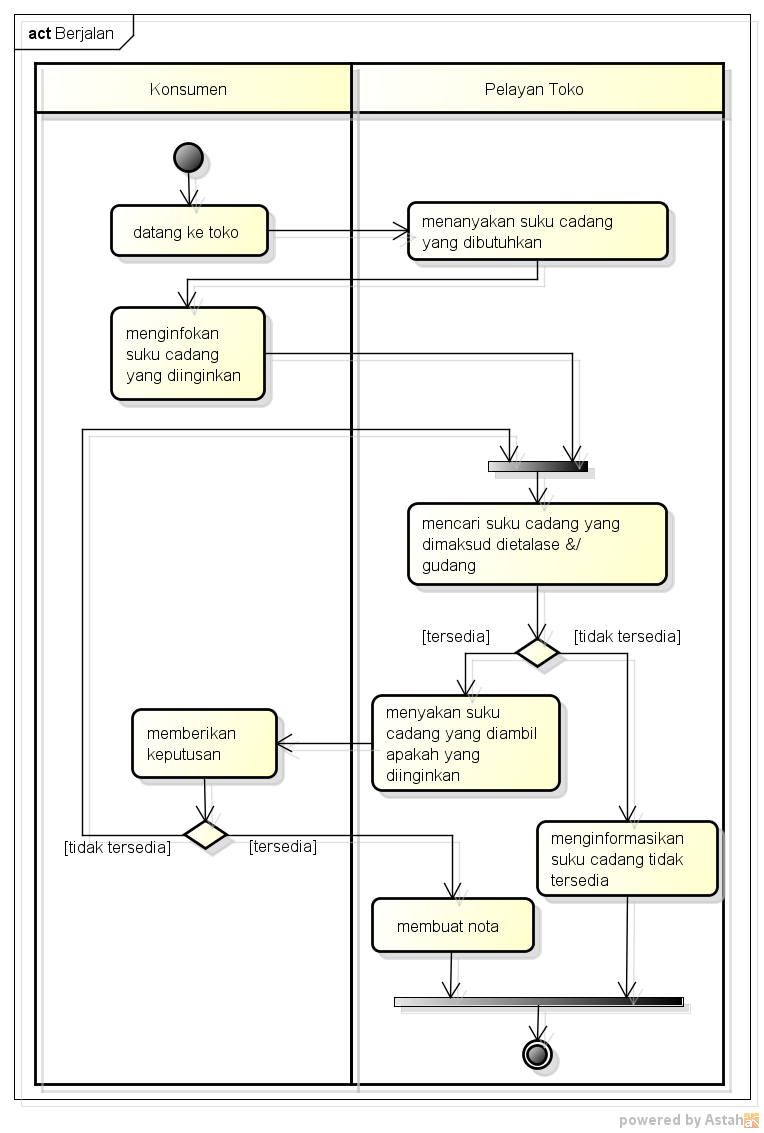 act Berjalan
Konsumen
Pelayan Toko
datang ke toko
menanyakan suku cadang
yang dibutuhkan
menginfokan
suku cadang
yang diinginkan
mencari suku cadang yang
dimaksud dietalase &/
gudang
[tersedia]
[tidak tersedia]
menyakan suku
cadang yang diambil
apakah yang
diinginkan
memberikan
keputusan
[tidak tersedia]
[tersedia]
menginformasikan
suku cadang tidak
tersedia
membuat nota
powered by Astah